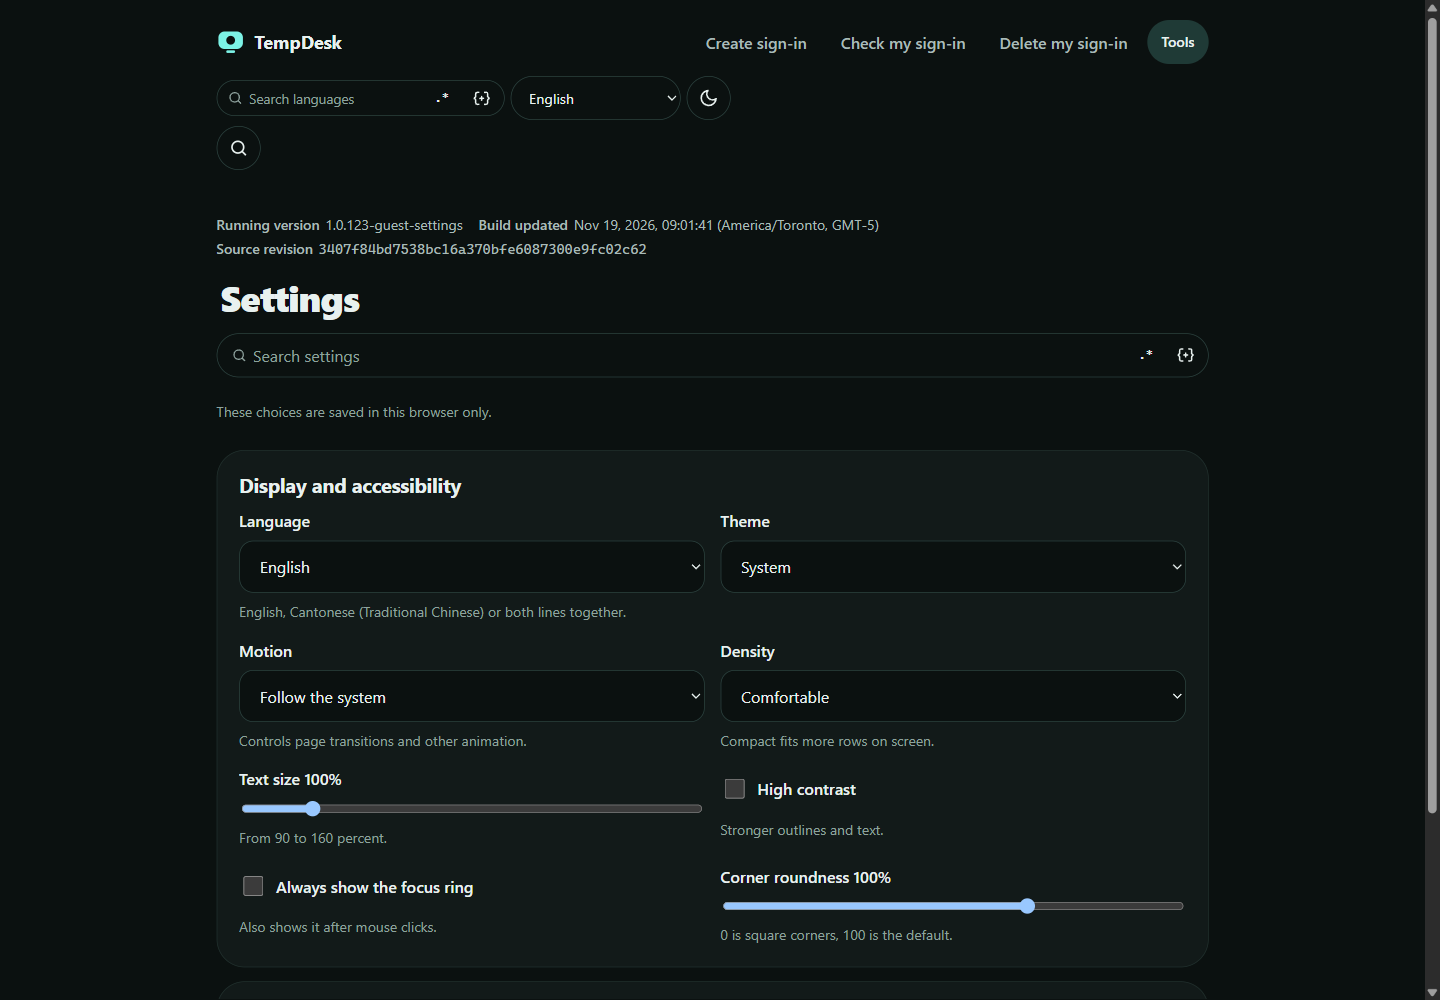 TempDesk
Create sign-in
Check my sign-in
Delete my sign-in
Tools
Search languages
.*
{+}
English
Running version 1.0.123-guest-settings Build updated Nov 19, 2026, 09:01:41 (America/Toronto, GMT-5)
Source revision 3407f84bd7538bc16a370bfe6087300e9fc02c62
Settings
Search settings
.*
{+}
These choices are saved in this browser only.
Display and accessibility
Language
Theme
English
System
English, Cantonese (Traditional Chinese) or both lines together.
Motion
Density
Follow the system
Comfortable
Controls page transitions and other animation.
Compact fits more rows on screen.
Text size 100%
High contrast
From 90 to 160 percent.
Stronger outlines and text.
Always show the focus ring
Corner roundness 100%
Also shows it after mouse clicks.
0 is square corners, 100 is the default.